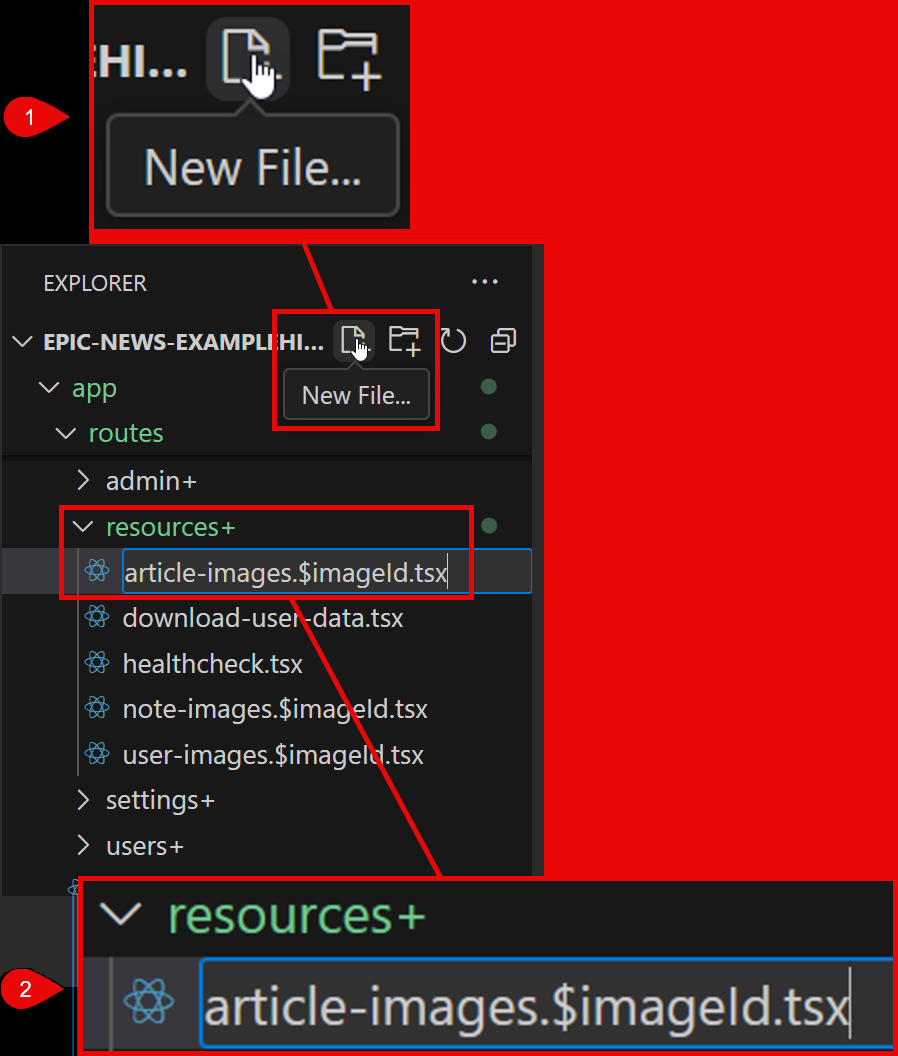 EHI...
1
New File...
EXPLORER
EPIC-NEWS-EXAMPLEHI...
app
New File...
routes
admin+
resources+
article-images.$imageId.tsx
download-user-data.tsx
healthcheck.tsx
note-images.$imageId.tsx
user-images.$imageId.tsx
settings+
users+
resources+
2
article-images.$imageId.tsx